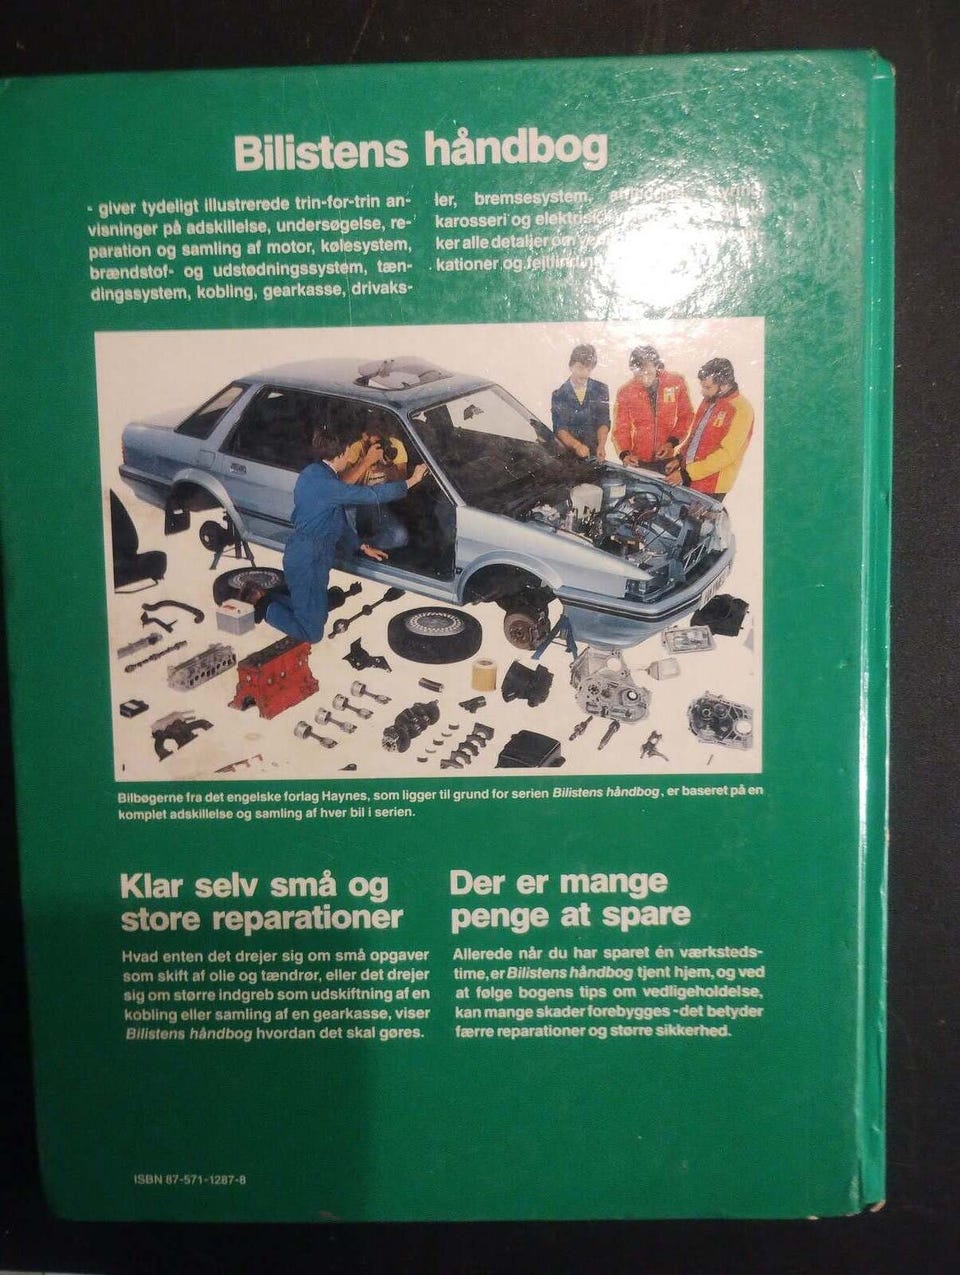 Bilistens håndbog
- giver tydeligt illustrerede trin-for-trin an-
visninger på adskillelse, undersøgelse, re-
paration og samling af motor, kølesystem,
brændstof- og udstødningssystem, tæn-
dingssystem, kobling, gearkasse, drivaks-
ler, bremsesystem, styring,
karosseri og elektrisk
ker alle detaljer om
kationer og fejlfinding
Bilbøgerne fra det engelske forlag Haynes, som ligger til grund for serien Bilistens håndbog, er baseret på en
komplet adskillelse og samling af hver bil i serien.
Klar selv små og
store reparationer
Hvad enten det drejer sig om små opgaver
som skift af olie og tændrør, eller det drejer
sig om større indgreb som udskiftning af en
kobling eller samling af en gearkasse, viser
Bilistens håndbog hvordan det skal gøres.
Der er mange
penge at spare
Allerede når du har sparet én værksteds-
time, er Bilistens håndbog tjent hjem, og ved
at følge bogens tips om vedligeholdelse,
kan mange skader forebygges - det betyder
færre reparationer og større sikkerhed.
ISBN 87-571-1287-8